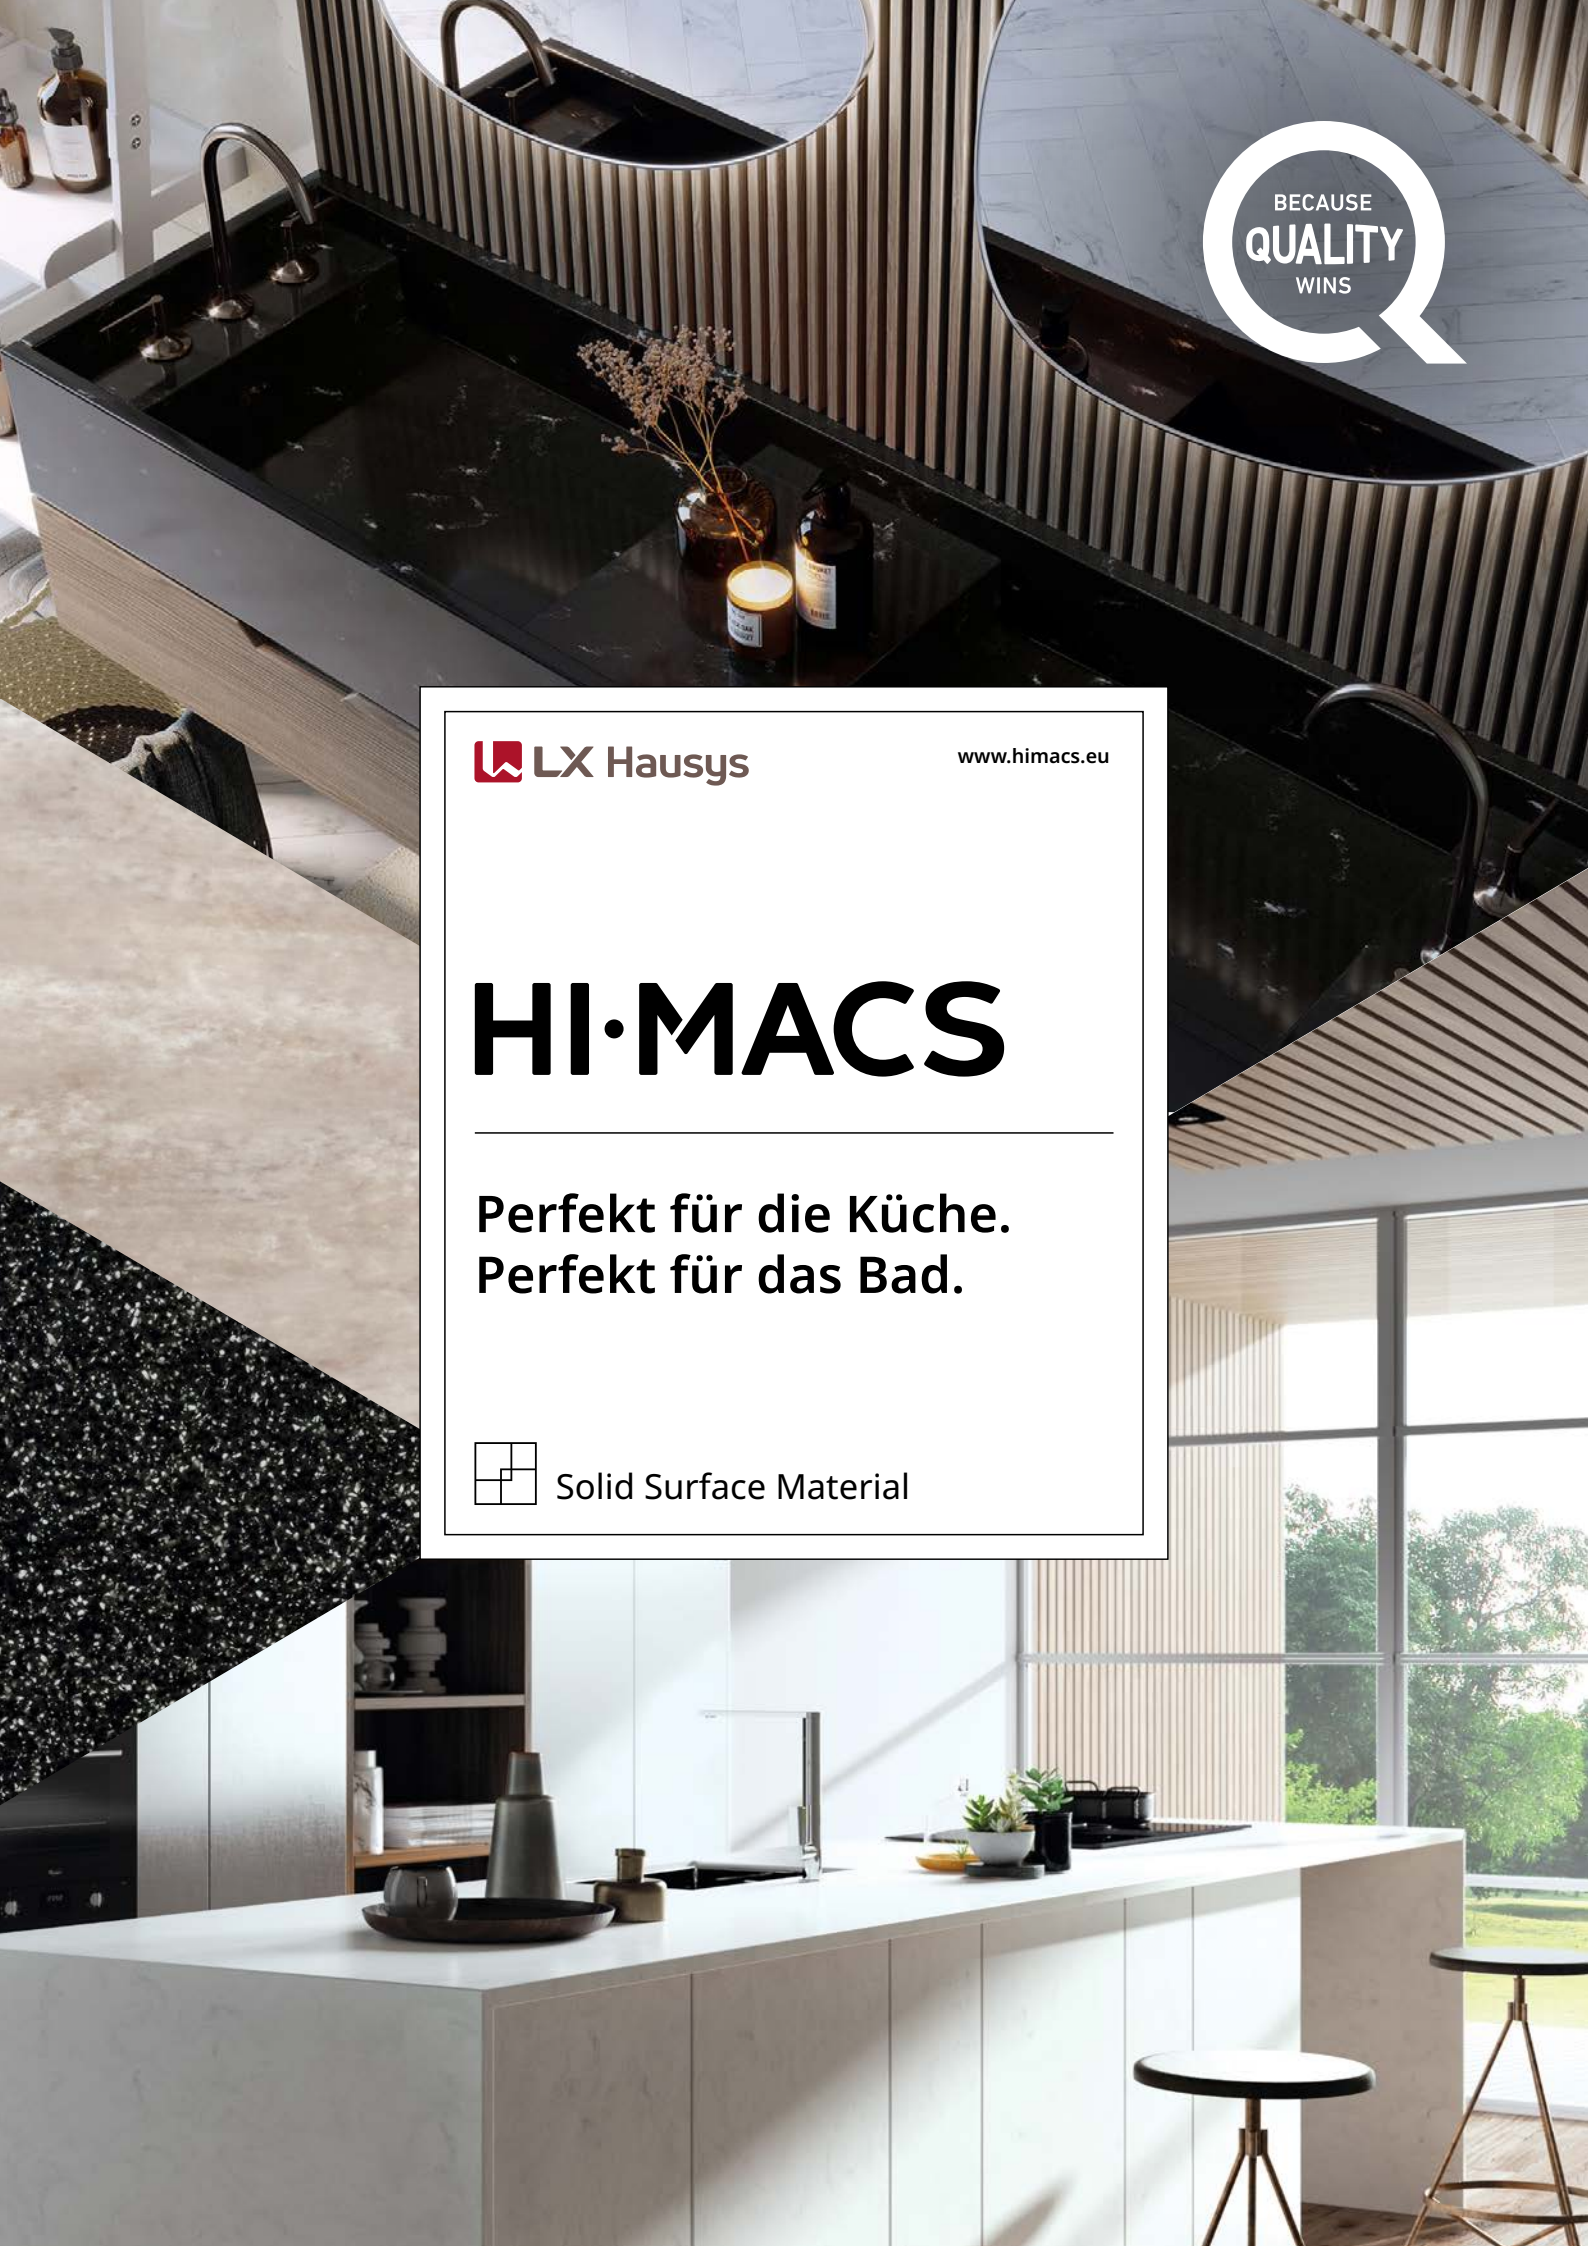 BECAUSE
QUALITY
WINS
LX Hausys
www.himacs.eu
HI·MACS
Perfekt für die Küche.
Perfekt für das Bad.
Solid Surface Material